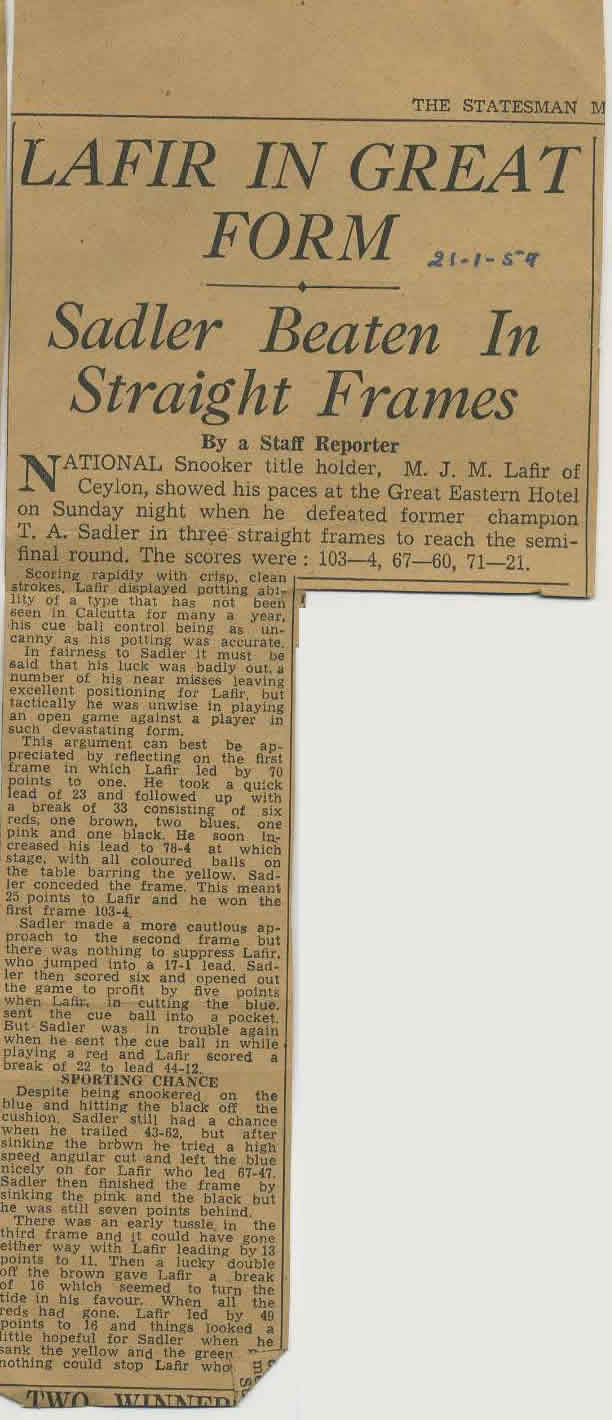 THE STATESMAN M
LAFIR IN GREAT
FORM
21-1-59
Sadler Beaten In
Straight Frames
By a Staff Reporter
NATIONAL Snooker title holder, M. J. M. Lafir of
Ceylon, showed his paces at the Great Eastern Hotel
on Sunday night when he defeated former champion
T. A. Sadler in three straight frames to reach the semi-
final round. The scores were : 103—4, 67—60, 71—21.
Scoring rapidly with crisp, clean
strokes, Lafir displayed potting abi-
lity of a type that has not been
seen in Calcutta for many a year,
his cue ball control being as un-
canny as his potting was accurate.
In fairness to Sadler it must be
said that his luck was badly out, a
number of his near misses leaving
excellent positioning for Lafir, but
tactically he was unwise in playing
an open game against a player in
such devastating form.
This argument can best be ap-
preciated by reflecting on the first
frame in which Lafir led by 70
points to one. He took a quick
lead of 23 and followed up with
a break of 33 consisting of six
reds, one brown, two blues, one
pink and one black. He soon in-
creased his lead to 78-4 at which
stage, with all coloured balls on
the table barring the yellow, Sad-
ler conceded the frame. This meant
25 points to Lafir and he won the
first frame 103-4.
Sadler made a more cautious ap-
proach to the second frame but
there was nothing to suppress Lafir,
who jumped into a 17-1 lead. Sad-
ler then scored six and opened out
the game to profit by five points
when Lafir, in cutting the blue,
sent the cue ball into a pocket.
But Sadler was in trouble again
when he sent the cue ball in while
playing a red and Lafir scored a
break of 22 to lead 44-12.
SPORTING CHANCE
Despite being snookered on the
blue and hitting the black off the
cushion, Sadler still had a chance
when he trailed 43-62, but after
sinking the brown he tried a high
speed angular cut and left the blue
nicely on for Lafir who led 67-47.
Sadler then finished the frame by
sinking the pink and the black but
he was still seven points behind.
There was an early tussle in the
third frame and it could have gone
either way with Lafir leading by 13
points to 11. Then a lucky double
off the brown gave Lafir a break
of 16 which seemed to turn the
tide in his favour. When all the
reds had gone, Lafir led by 49
points to 16 and things looked a
little hopeful for Sadler when he
sank the yellow and the green
nothing could stop Lafir who
TWO WINNER